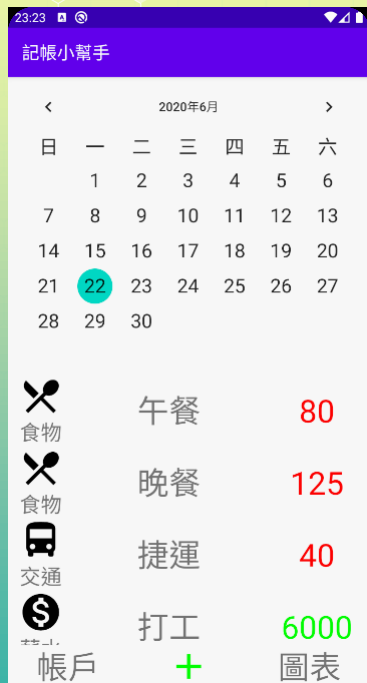 23:23
記帳小幫手
2020年6月
日 一 二 三 四 五 六
1 2 3 4 5 6
7 8 9 10 11 12 13
14 15 16 17 18 19 20
21 22 23 24 25 26 27
28 29 30
食物 午餐 80
食物 晚餐 125
交通 捷運 40
打工 6000
帳戶 + 圖表